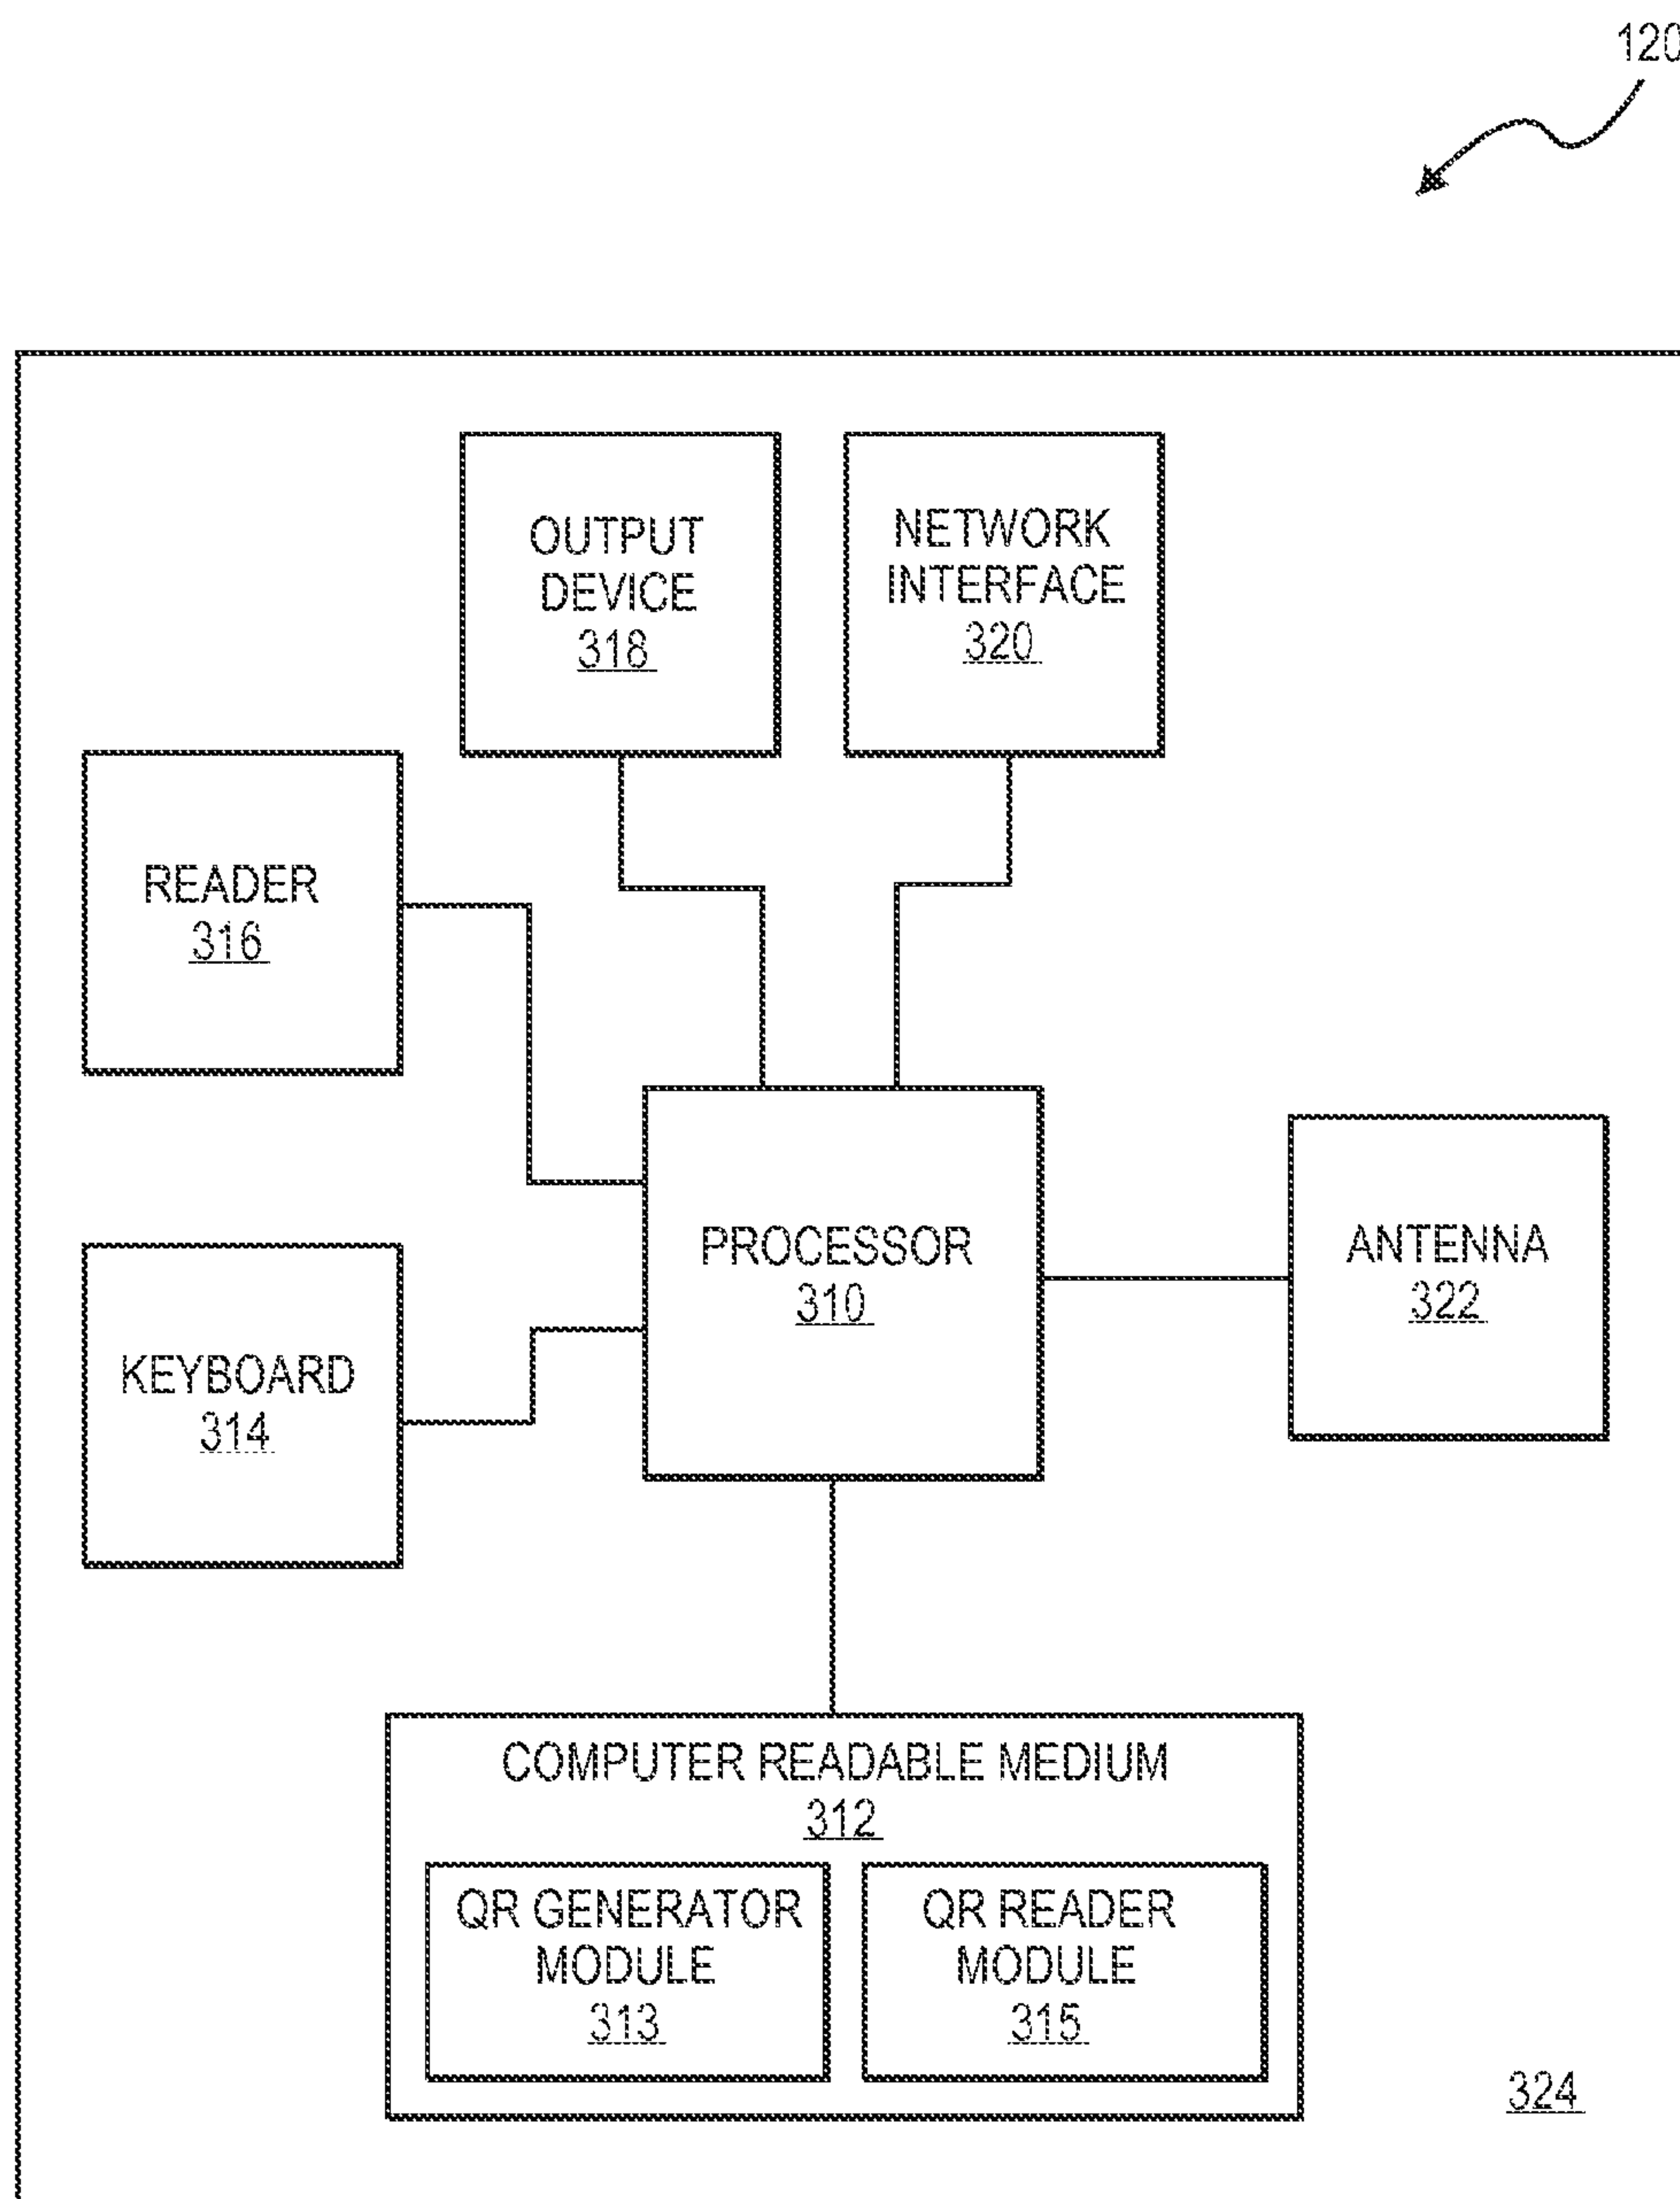 120
OUTPUT
DEVICE
318
NETWORK
INTERFACE
320
READER
316
PROCESSOR
310
ANTENNA
322
KEYBOARD
314
COMPUTER READABLE MEDIUM
312
QR GENERATOR
MODULE
313
QR READER
MODULE
315
324